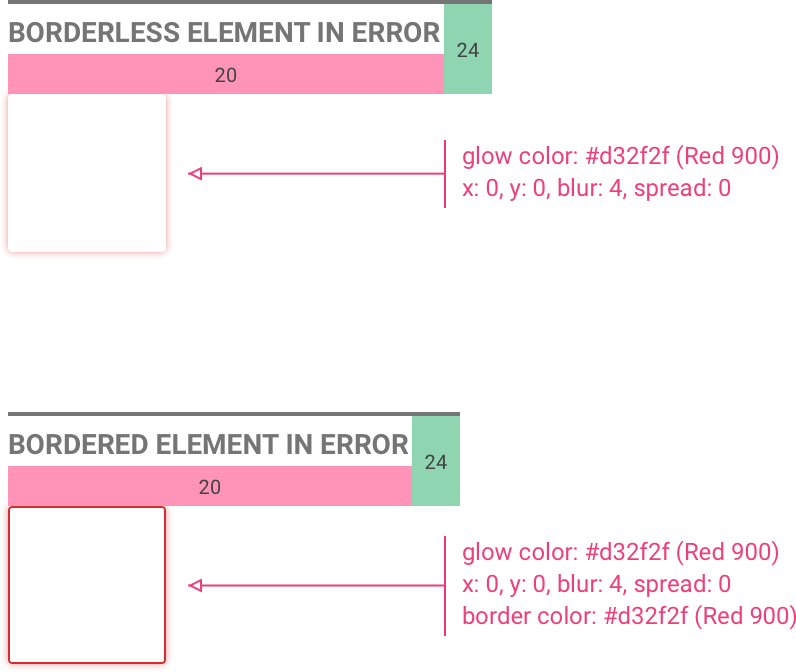 BORDERLESS ELEMENT IN ERROR
24
20
glow color: #d32f2f (Red 900)
x: 0, y: 0, blur: 4, spread: 0
BORDERED ELEMENT IN ERROR
24
20
glow color: #d32f2f (Red 900)
x: 0, y: 0, blur: 4, spread: 0
border color: #d32f2f (Red 900)